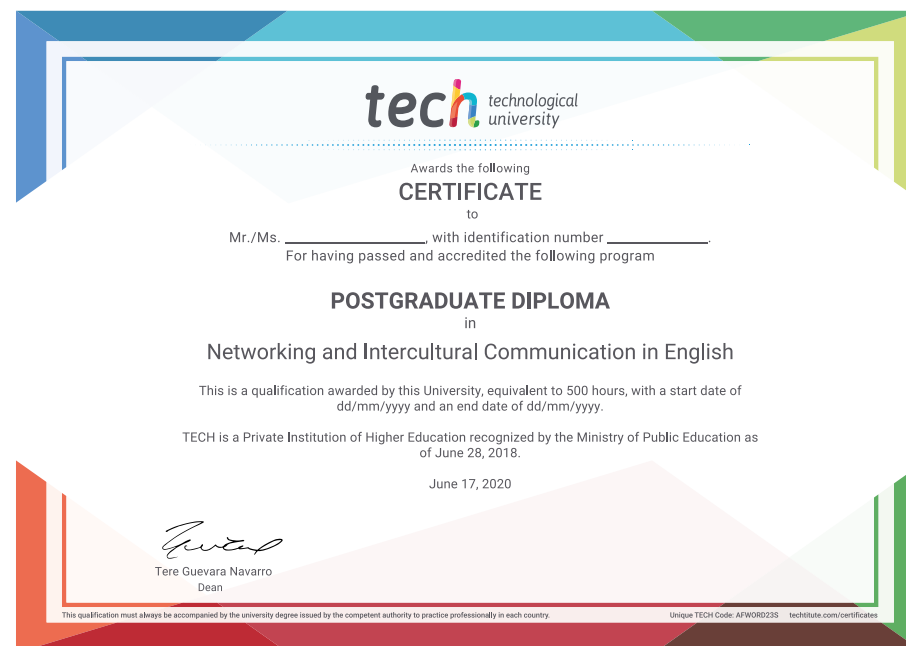 tech technological
university
Awards the following
CERTIFICATE
to
Mr./Ms. ____________________, with identification number ______________.
For having passed and accredited the following program
POSTGRADUATE DIPLOMA
in
Networking and Intercultural Communication in English
This is a qualification awarded by this University, equivalent to 500 hours, with a start date of
dd/mm/yyyy and an end date of dd/mm/yyyy.
TECH is a Private Institution of Higher Education recognized by the Ministry of Public Education as
of June 28, 2018.
June 17, 2020
Tere Guevara Navarro
Dean
This qualification must always be accompanied by the university degree issued by the competent authority to practice professionally in each country. Unique TECH Code: AFWORD23S techtitute.com/certificates